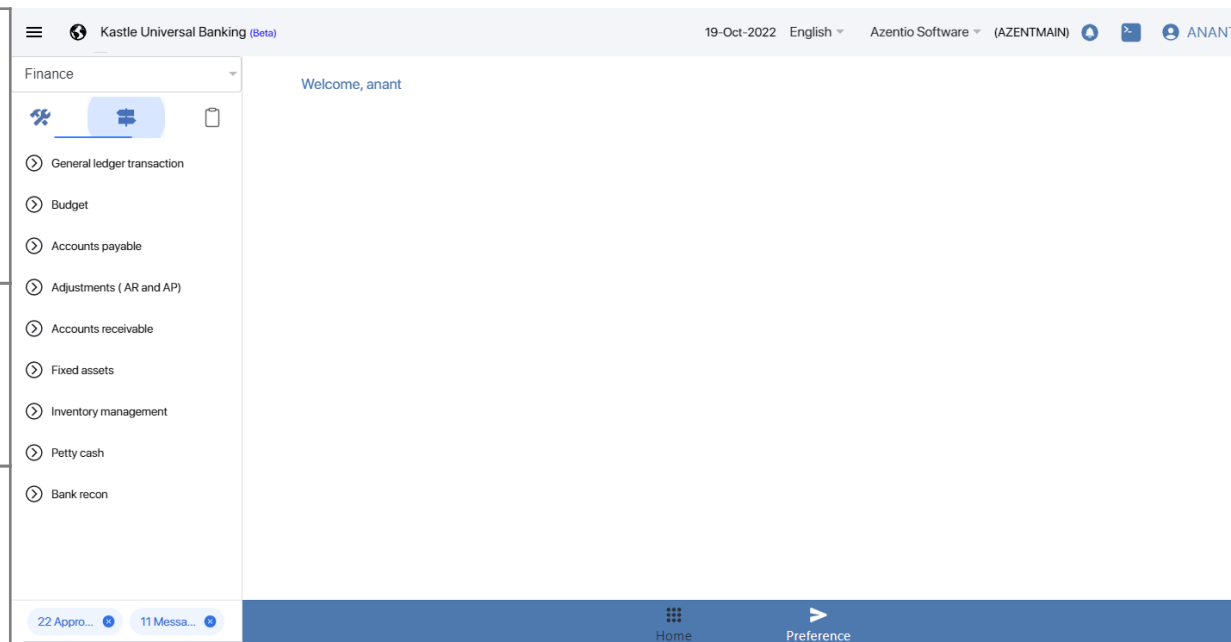 Kastle Universal Banking (Beta)
19-Oct-2022 English Azentio Software (AZENTMAIN) ANANT
Finance
Welcome, anant
General ledger transaction
Budget
Accounts payable
Adjustments ( AR and AP)
Accounts receivable
Fixed assets
Inventory management
Petty cash
Bank recon
22 Appro... 11 Messa...
Home Preference